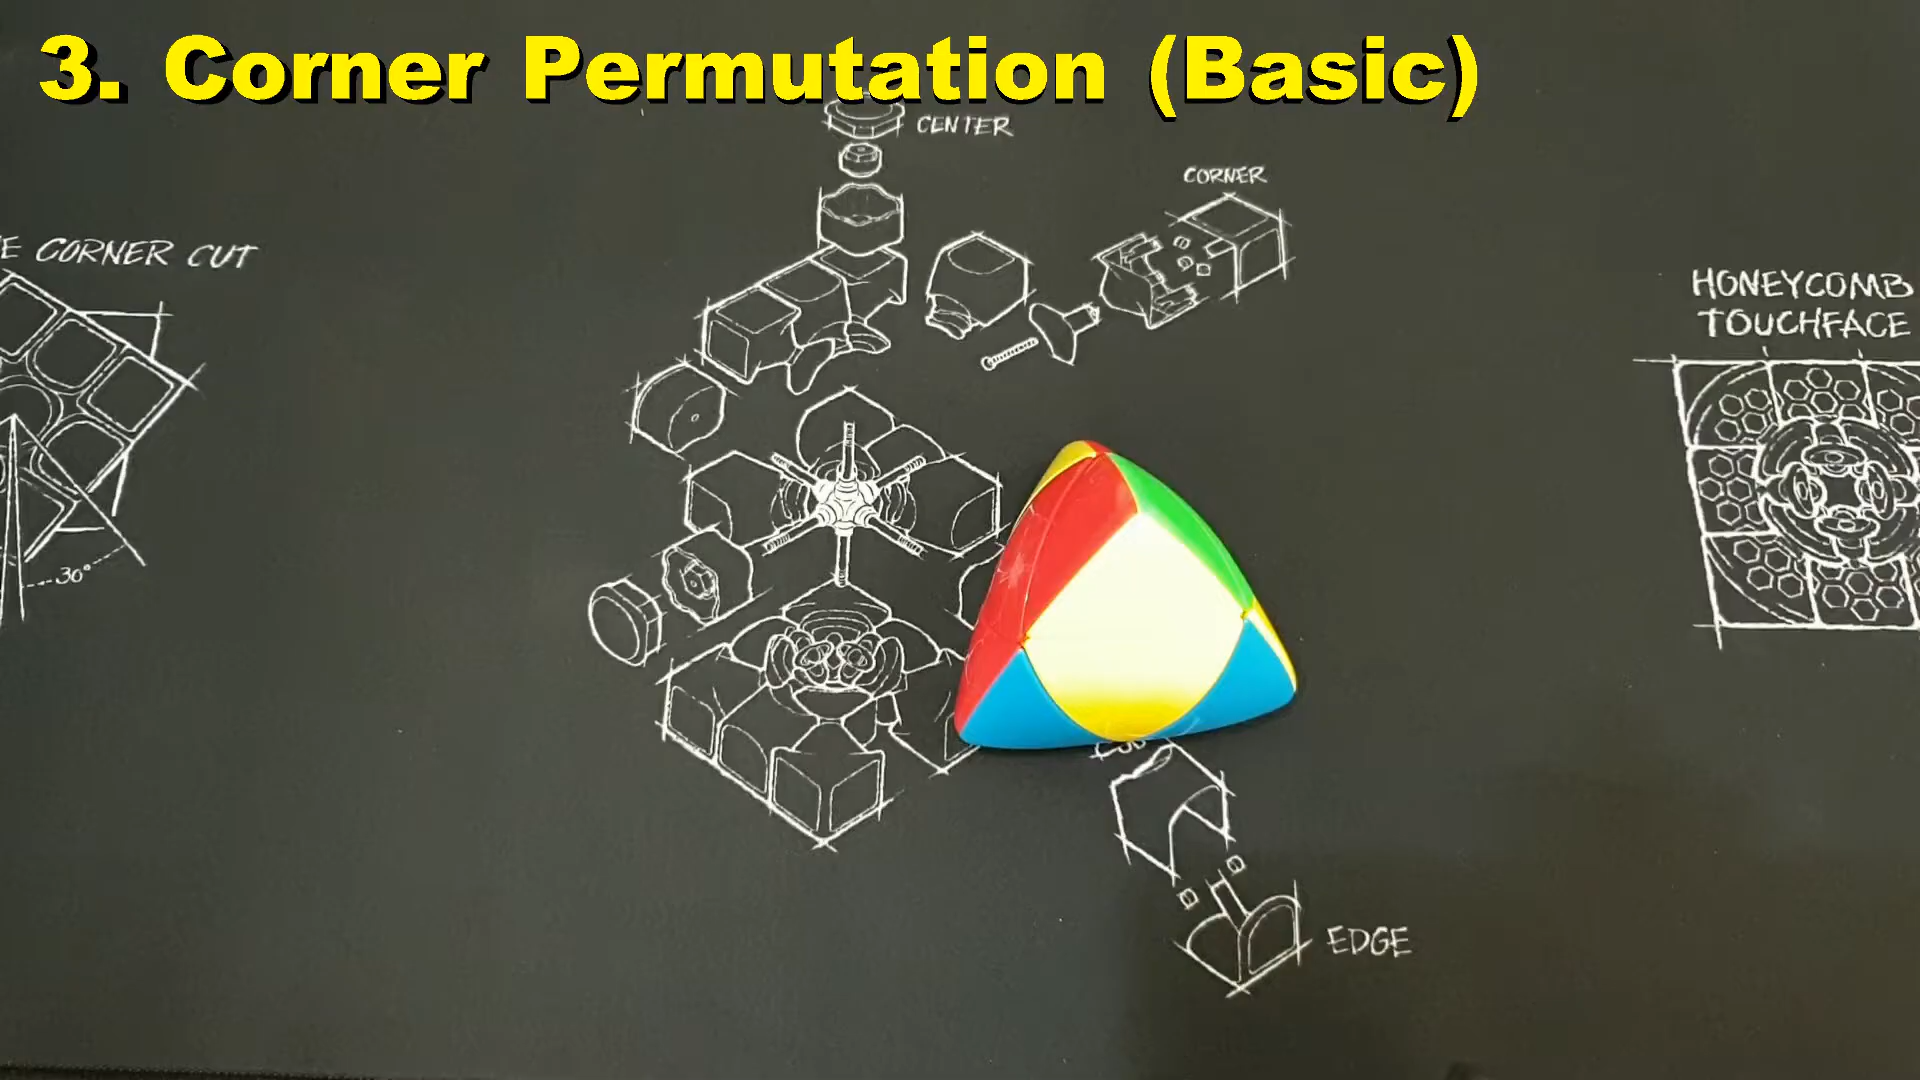 3. Corner Permutation (Basic)
CENTER
CORNER
E CORNER CUT
HONEYCOMB
TOUCHFACE
30°
EDGE